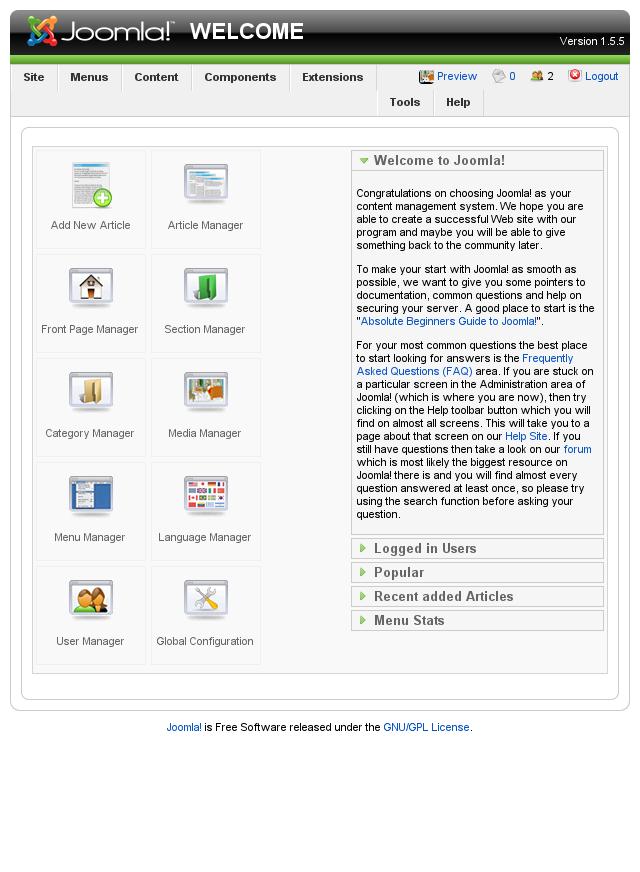 Joomla! WELCOME
Version 1.5.5
Site Menus Content Components Extensions Preview 0 2 Logout
Tools Help
Add New Article Article Manager
Front Page Manager Section Manager
Category Manager Media Manager
Menu Manager Language Manager
User Manager Global Configuration
Welcome to Joomla!
Congratulations on choosing Joomla! as your
content management system. We hope you are
able to create a successful Web site with our
program and maybe you will be able to give
something back to the community later.
To make your start with Joomla! as smooth as
possible, we want to give you some pointers to
documentation, common questions and help on
securing your server. A good place to start is the
"Absolute Beginners Guide to Joomla!".
For your most common questions the best place
to start looking for answers is the Frequently
Asked Questions (FAQ) area. If you are stuck on
a particular screen in the Administration area of
Joomla! (which is where you are now), then try
clicking on the Help toolbar button which you will
find on almost all screens. This will take you to a
page about that screen on our Help Site. If you
still have questions then take a look on our forum
which is most likely the biggest resource on
Joomla! there is and you will find almost every
question answered at least once, so please try
using the search function before asking your
question.
Logged in Users
Popular
Recent added Articles
Menu Stats
Joomla! is Free Software released under the GNU/GPL License.